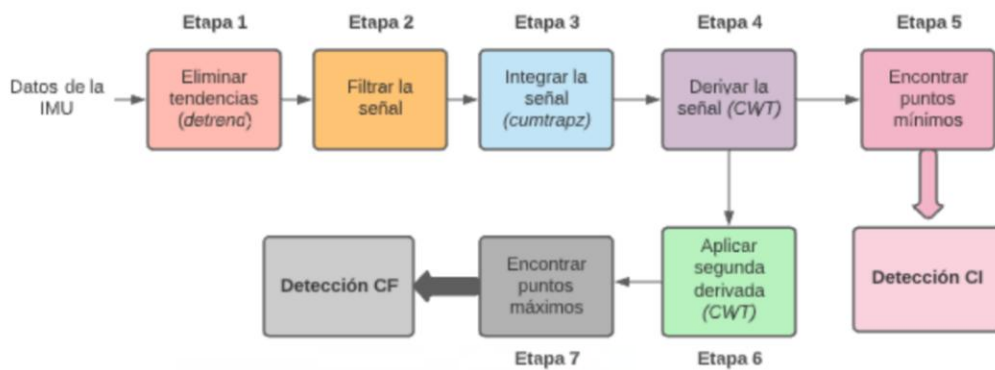 Etapa 1
Etapa 2
Etapa 3
Etapa 4
Etapa 5
Datos de la
IMU
Eliminar
tendencias
(detrend)
Filtrar la
señal
Integrar la
señal
(cumtrapz)
Derivar la
señal (CWT)
Encontrar
puntos
mínimos
Detección CF
Encontrar
puntos
máximos
Aplicar
segunda
derivada
(CWT)
Detección CI
Etapa 7
Etapa 6